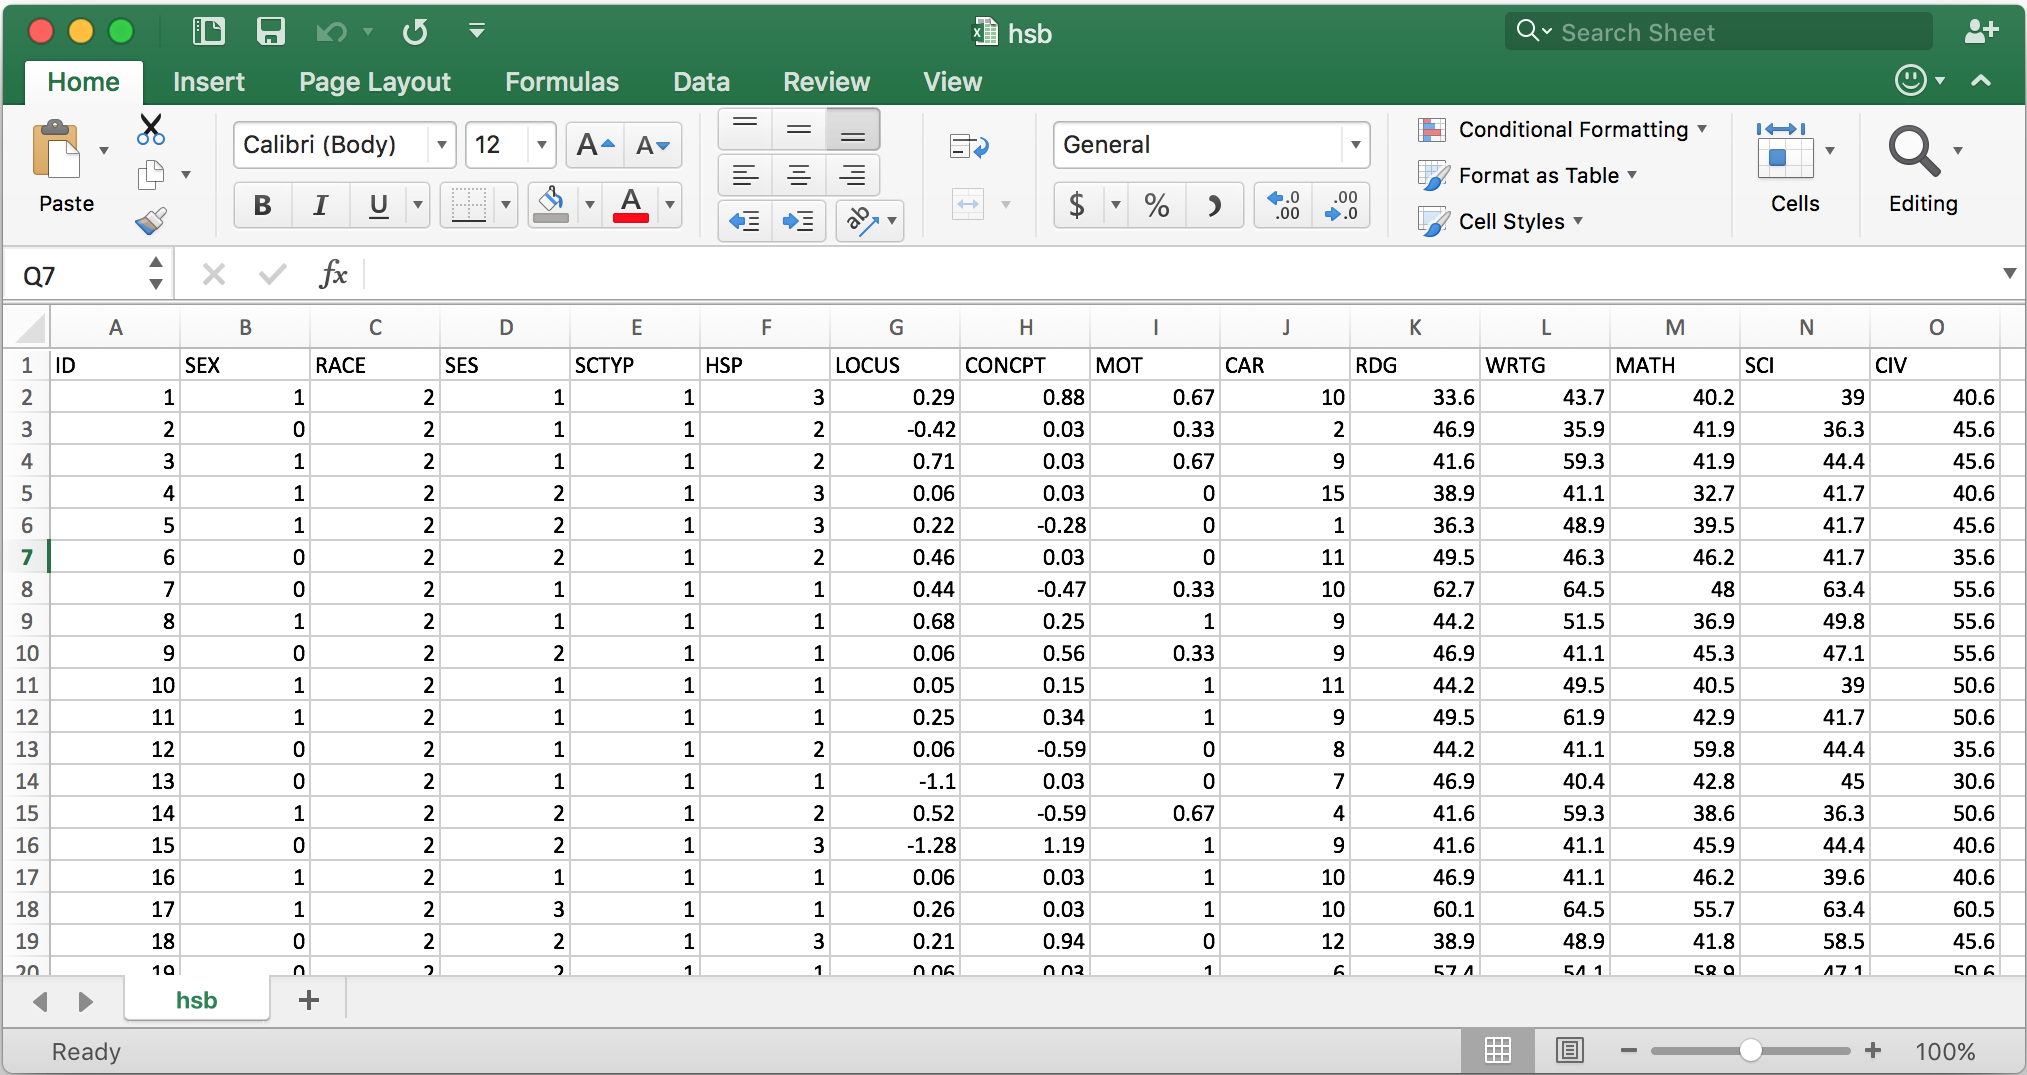 hsb
Search Sheet
Home Insert Page Layout Formulas Data Review View
Paste
Calibri (Body) 12 A A
B I U A
ab
General
$ % .0 .00 .00 .0
Conditional Formatting
Format as Table
Cell Styles
Cells
Editing
Q7 fx
A B C D E F G H I J K L M N O
1 ID SEX RACE SES SCTYP HSP LOCUS CONCPT MOT CAR RDG WRTG MATH SCI CIV
2 1 1 2 1 1 3 0.29 0.88 0.67 10 33.6 43.7 40.2 39 40.6
3 2 0 2 1 1 2 -0.42 0.03 0.33 2 46.9 35.9 41.9 36.3 45.6
4 3 1 2 1 1 2 0.71 0.03 0.67 9 41.6 59.3 41.9 44.4 45.6
5 4 1 2 2 1 3 0.06 0.03 0 15 38.9 41.1 32.7 41.7 40.6
6 5 1 2 2 1 3 0.22 -0.28 0 1 36.3 48.9 39.5 41.7 45.6
7 6 0 2 2 1 2 0.46 0.03 0 11 49.5 46.3 46.2 41.7 35.6
8 7 0 2 1 1 1 0.44 -0.47 0.33 10 62.7 64.5 48 63.4 55.6
9 8 1 2 1 1 1 0.68 0.25 1 9 44.2 51.5 36.9 49.8 55.6
10 9 0 2 2 1 1 0.06 0.56 0.33 9 46.9 41.1 45.3 47.1 55.6
11 10 1 2 1 1 1 0.05 0.15 1 11 44.2 49.5 40.5 39 50.6
12 11 1 2 1 1 1 0.25 0.34 1 9 49.5 61.9 42.9 41.7 50.6
13 12 0 2 1 1 2 0.06 -0.59 0 8 44.2 41.1 59.8 44.4 35.6
14 13 0 2 1 1 1 -1.1 0.03 0 7 46.9 40.4 42.8 45 30.6
15 14 1 2 2 1 2 0.52 -0.59 0.67 4 41.6 59.3 38.6 36.3 50.6
16 15 0 2 2 1 3 -1.28 1.19 1 9 41.6 41.1 45.9 44.4 40.6
17 16 1 2 1 1 1 0.06 0.03 1 10 46.9 41.1 46.2 39.6 40.6
18 17 1 2 3 1 1 0.26 0.03 1 10 60.1 64.5 55.7 63.4 60.5
19 18 0 2 2 1 3 0.21 0.94 0 12 38.9 48.9 41.8 58.5 45.6
20 19 0 2 2 1 1 0.06 0.03 1 6 57.4 54.1 58.9 47.1 50.6
hsb
Ready
100%